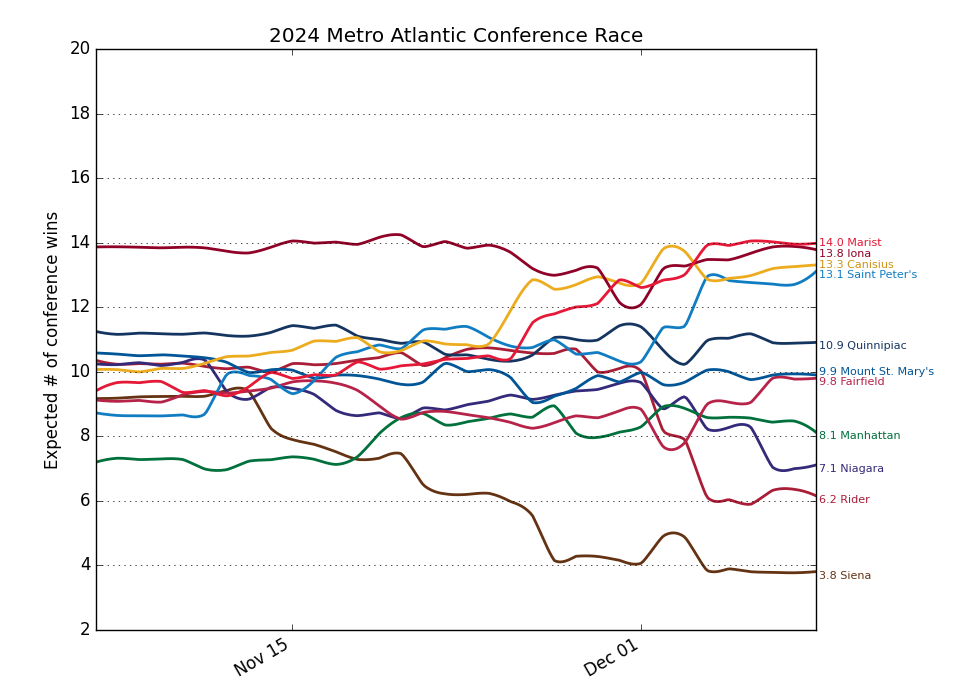 2024 Metro Atlantic Conference Race
Expected # of conference wins
20
18
16
14
12
10
8
6
4
2
Nov 15
Dec 01
14.0 Marist
13.8 Iona
13.3 Canisius
13.1 Saint Peter's
10.9 Quinnipiac
9.9 Mount St. Mary's
9.8 Fairfield
8.1 Manhattan
7.1 Niagara
6.2 Rider
3.8 Siena